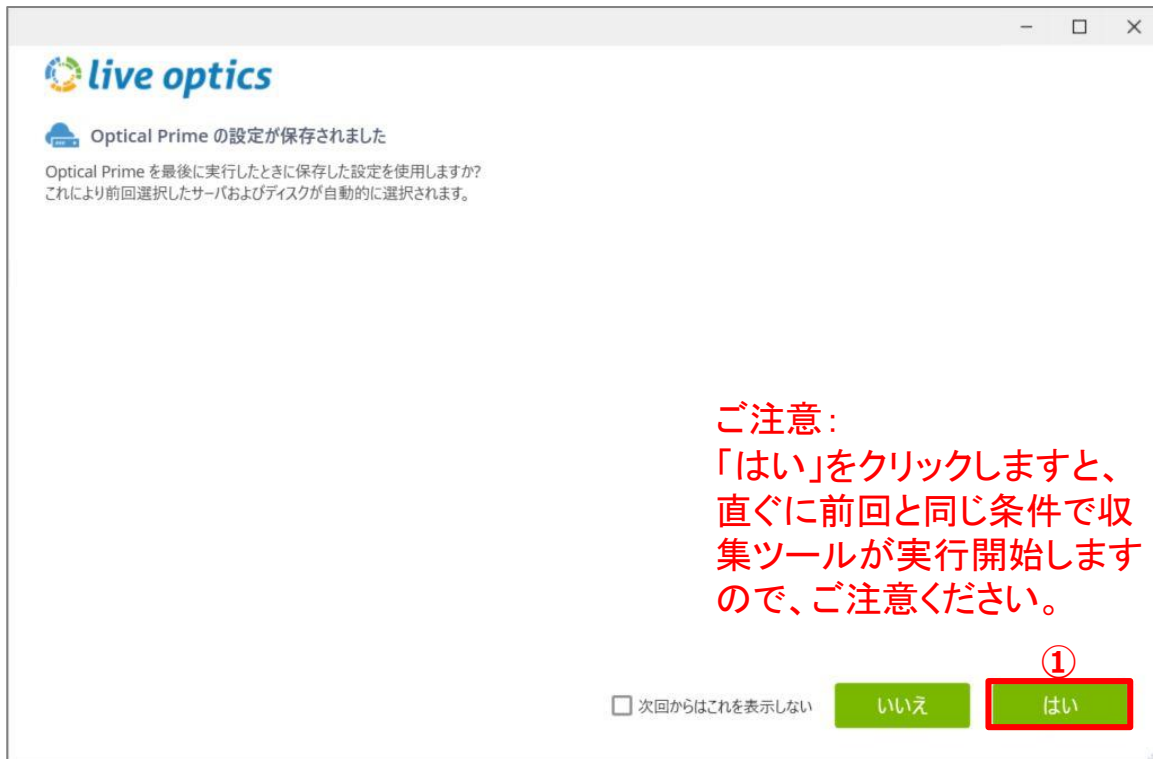 live optics
Optical Prime の設定が保存されました
Optical Prime を最後に実行したときに保存した設定を使用しますか?
これにより前回選択したサーバおよびディスクが自動的に選択されます。
ご注意：
「はい」をクリックしますと、
直ぐに前回と同じ条件で収
集ツールが実行開始します
ので、ご注意ください。
①
次回からはこれを表示しない
いいえ
はい